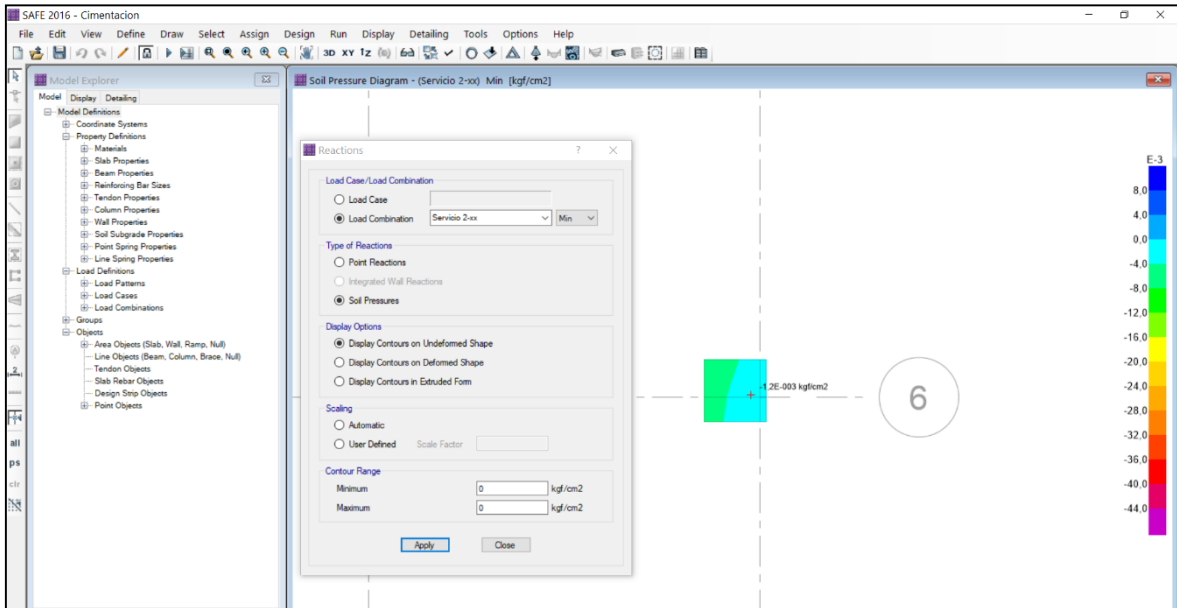 SAFE 2016 - Cimentacion
File Edit View Define Draw Select Assign Design Run Display Detailing Tools Options Help
3D XY
Model Explorer
Model Display Detailing
Model Definitions
Coordinate Systems
Property Definitions
Materials
Slab Properties
Beam Properties
Reinforcing Bar Sizes
Tendon Properties
Column Properties
Wall Properties
Soil Subgrade Properties
Point Spring Properties
Line Spring Properties
Load Definitions
Load Patterns
Load Cases
Load Combinations
Groups
Objects
Area Objects (Slab, Wall, Ramp, Null)
Line Objects (Beam, Column, Brace, Null)
Tendon Objects
Slab Rebar Objects
Design Strip Objects
Point Objects
all
ps
clr
Soil Pressure Diagram - (Servicio 2-xx) Min [kgf/cm2]
Reactions
Load Case/Load Combination
Load Case
Load Combination Servicio 2-xx Min
Type of Reactions
Point Reactions
Integrated Wall Reactions
Soil Pressures
Display Options
Display Contours on Undeformed Shape
Display Contours on Deformed Shape
Display Contours in Extruded Form
Scaling
Automatic
User Defined Scale Factor
Contour Range
Minimum 0 kgf/cm2
Maximum 0 kgf/cm2
Apply Close
-1,2E-003 kgf/cm2
6
E-3
8,0
4,0
0,0
-4,0
-8,0
-12,0
-16,0
-20,0
-24,0
-28,0
-32,0
-36,0
-40,0
-44,0